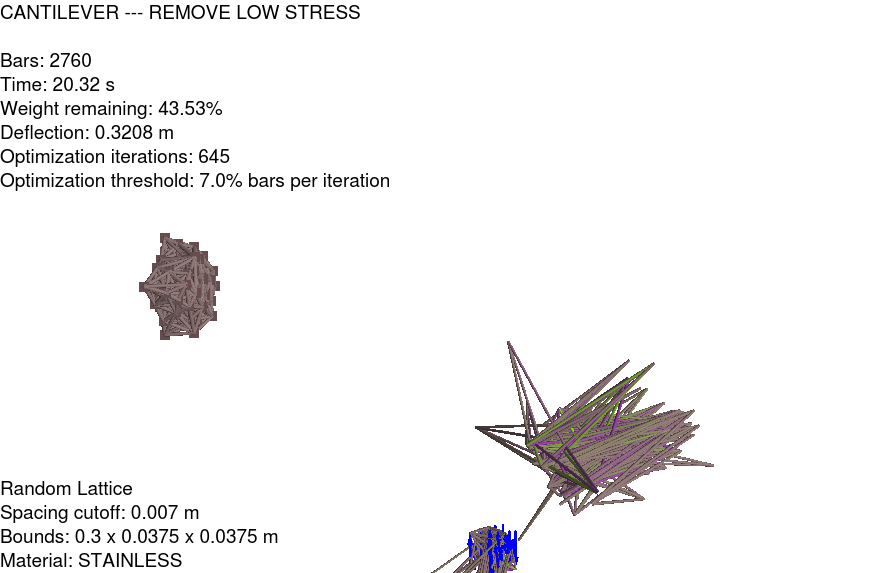 CANTILEVER --- REMOVE LOW STRESS
Bars: 2760
Time: 20.32 s
Weight remaining: 43.53%
Deflection: 0.3208 m
Optimization iterations: 645
Optimization threshold: 7.0% bars per iteration
Random Lattice
Spacing cutoff: 0.007 m
Bounds: 0.3 x 0.0375 x 0.0375 m
Material: STAINLESS